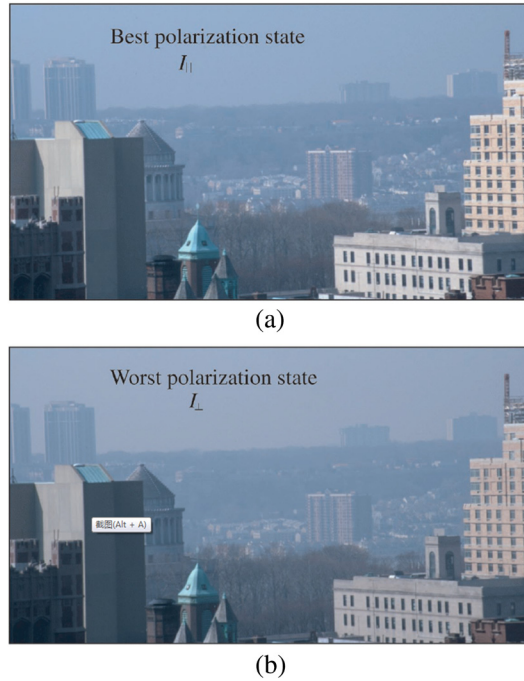 Best polarization state
I||
(a)
Worst polarization state
I⊥
截图(Alt + A)
(b)